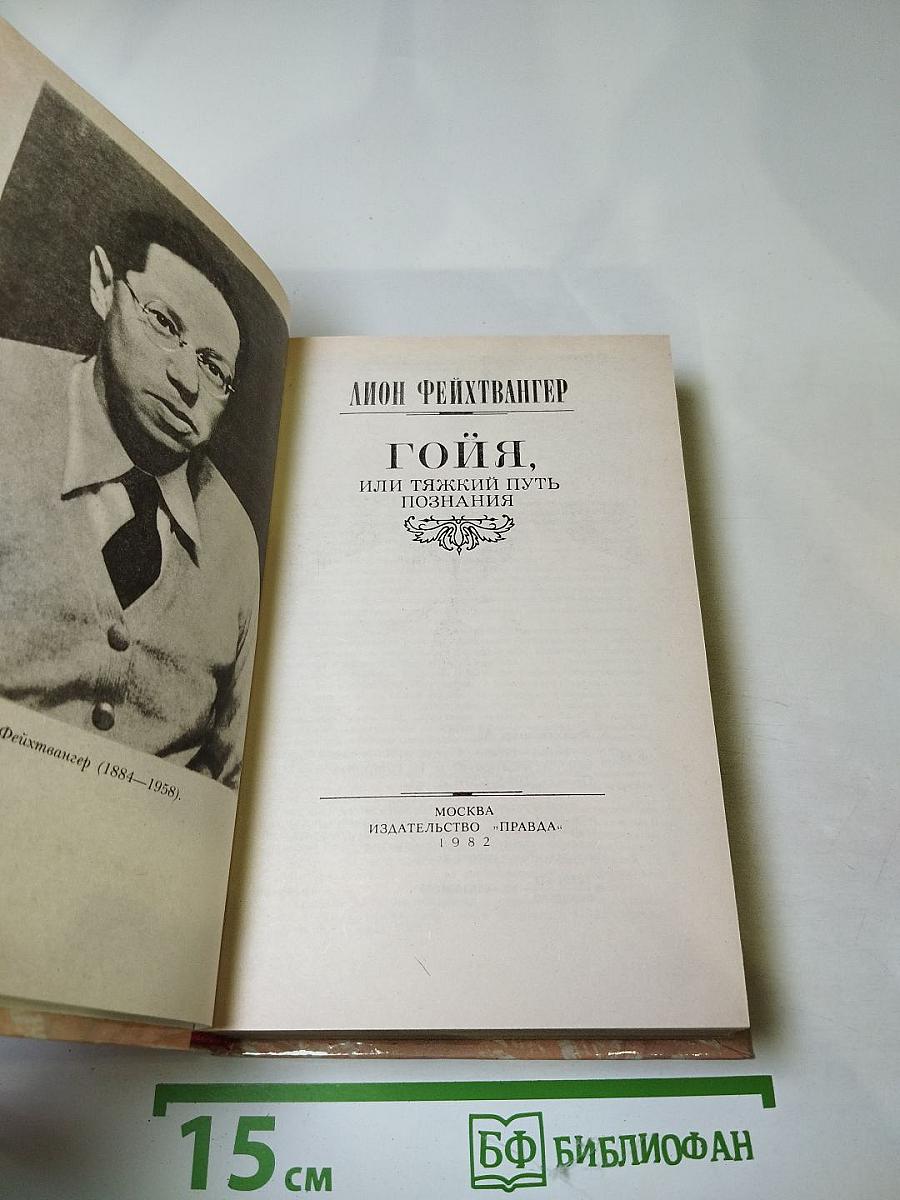 Фейхтвангер (1884—1958).
ЛИОН ФЕЙХТВАНГЕР
ГОЙЯ,
ИЛИ ТЯЖКИЙ ПУТЬ
ПОЗНАНИЯ
МОСКВА
ИЗДАТЕЛЬСТВО „ПРАВДА“
1982
15 см
БФ БИБЛИОФАН